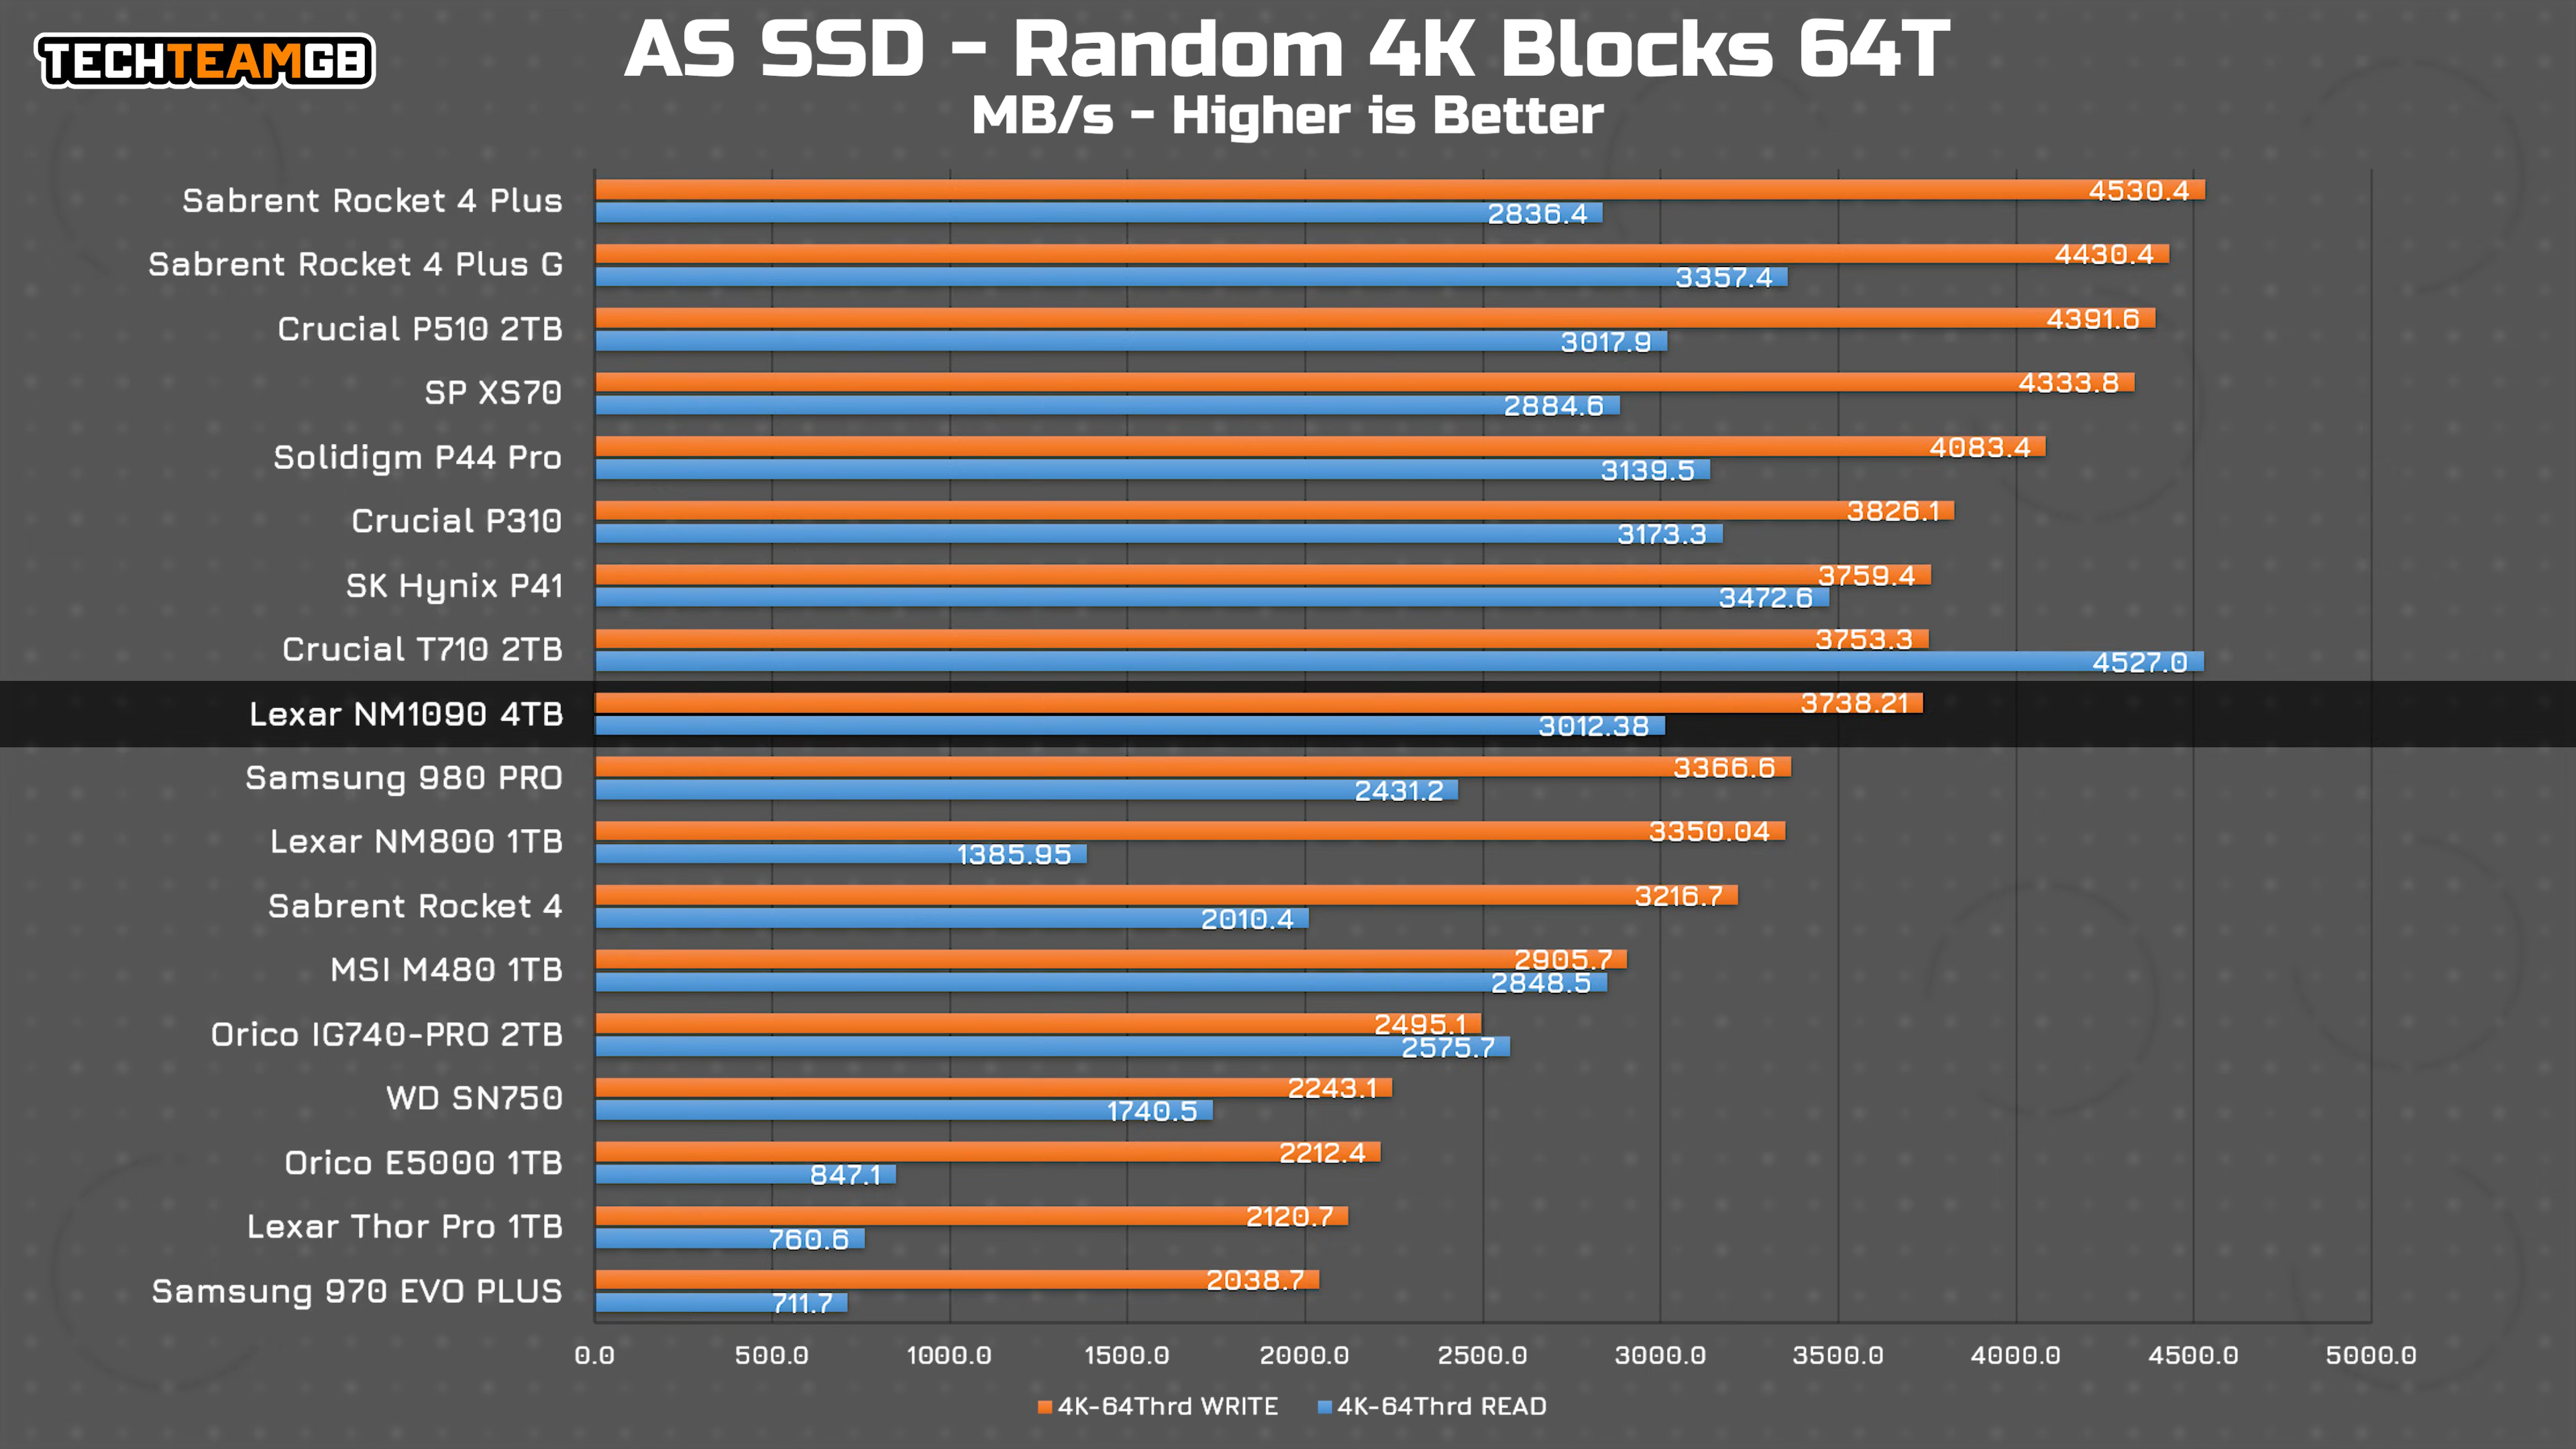 TECHTEAMGB
AS SSD - Random 4K Blocks 64T
MB/s - Higher is Better
Sabrent Rocket 4 Plus
4530.4
2836.4
Sabrent Rocket 4 Plus G
4430.4
3357.4
Crucial P510 2TB
4391.6
3017.9
SP XS70
4333.8
2884.6
Solidigm P44 Pro
4083.4
3139.5
Crucial P310
3826.1
3173.3
SK Hynix P41
3759.4
3472.6
Crucial T710 2TB
3753.3
4527.0
Lexar NM1090 4TB
3738.21
3012.38
Samsung 980 PRO
3366.6
2431.2
Lexar NM800 1TB
3350.04
1385.95
Sabrent Rocket 4
3216.7
2010.4
MSI M480 1TB
2905.7
2848.5
Orico IG740-PRO 2TB
2495.1
2575.7
WD SN750
2243.1
1740.5
Orico E5000 1TB
2212.4
847.1
Lexar Thor Pro 1TB
2120.7
760.6
Samsung 970 EVO PLUS
2038.7
711.7
0.0 500.0 1000.0 1500.0 2000.0 2500.0 3000.0 3500.0 4000.0 4500.0 5000.0
4K-64Thrd WRITE 4K-64Thrd READ